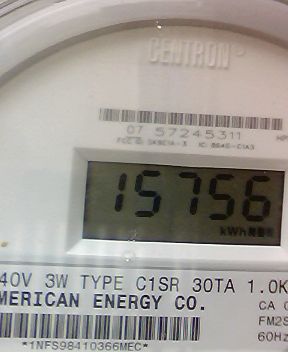 CENTRON®
07 57245311
15756
kWh
40V 3W TYPE C1SR 30TA 1.0K
MERICAN ENERGY CO.
CA
FM2S
60Hz
*1NFS98410366MEC*